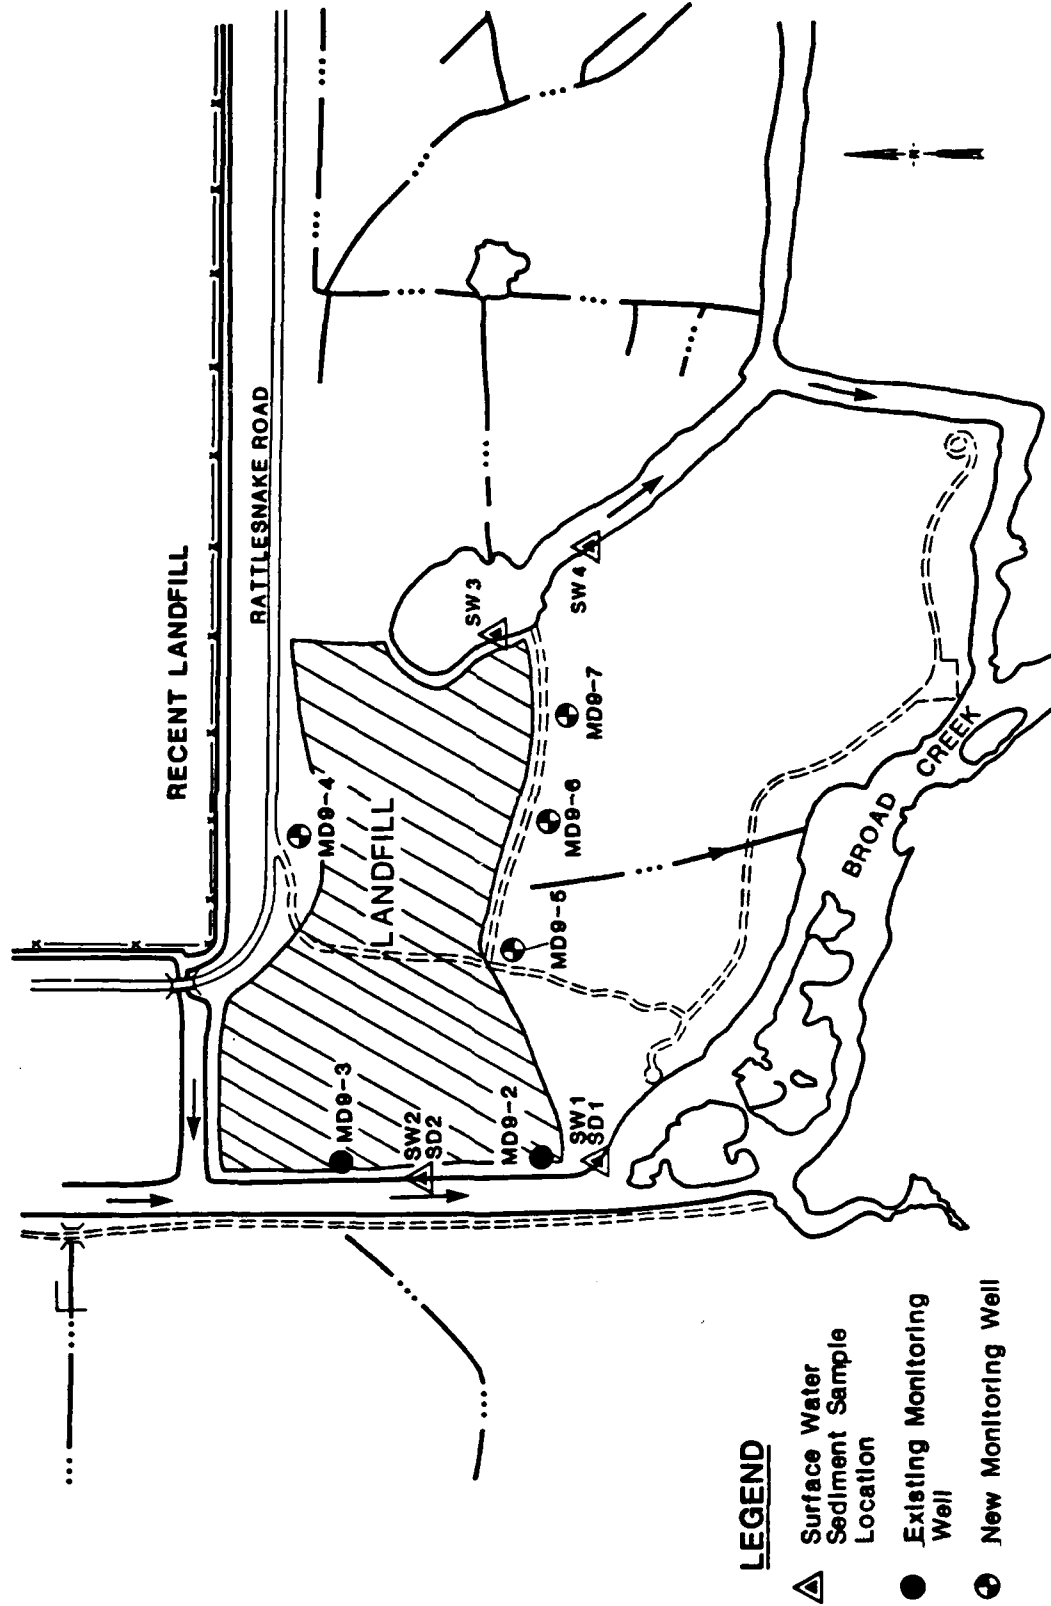 RECENT LANDFILL
RATTLESNAKE ROAD
MD9-4
LANDFILL
MD9-3
SW2
SD2
MD9-2
SW1
SD1
MD9-5
MD9-6
MD9-7
SW3
SW4
BROAD CREEK
N
LEGEND
Surface Water
Sediment Sample
Location
Existing Monitoring
Well
New Monitoring Well